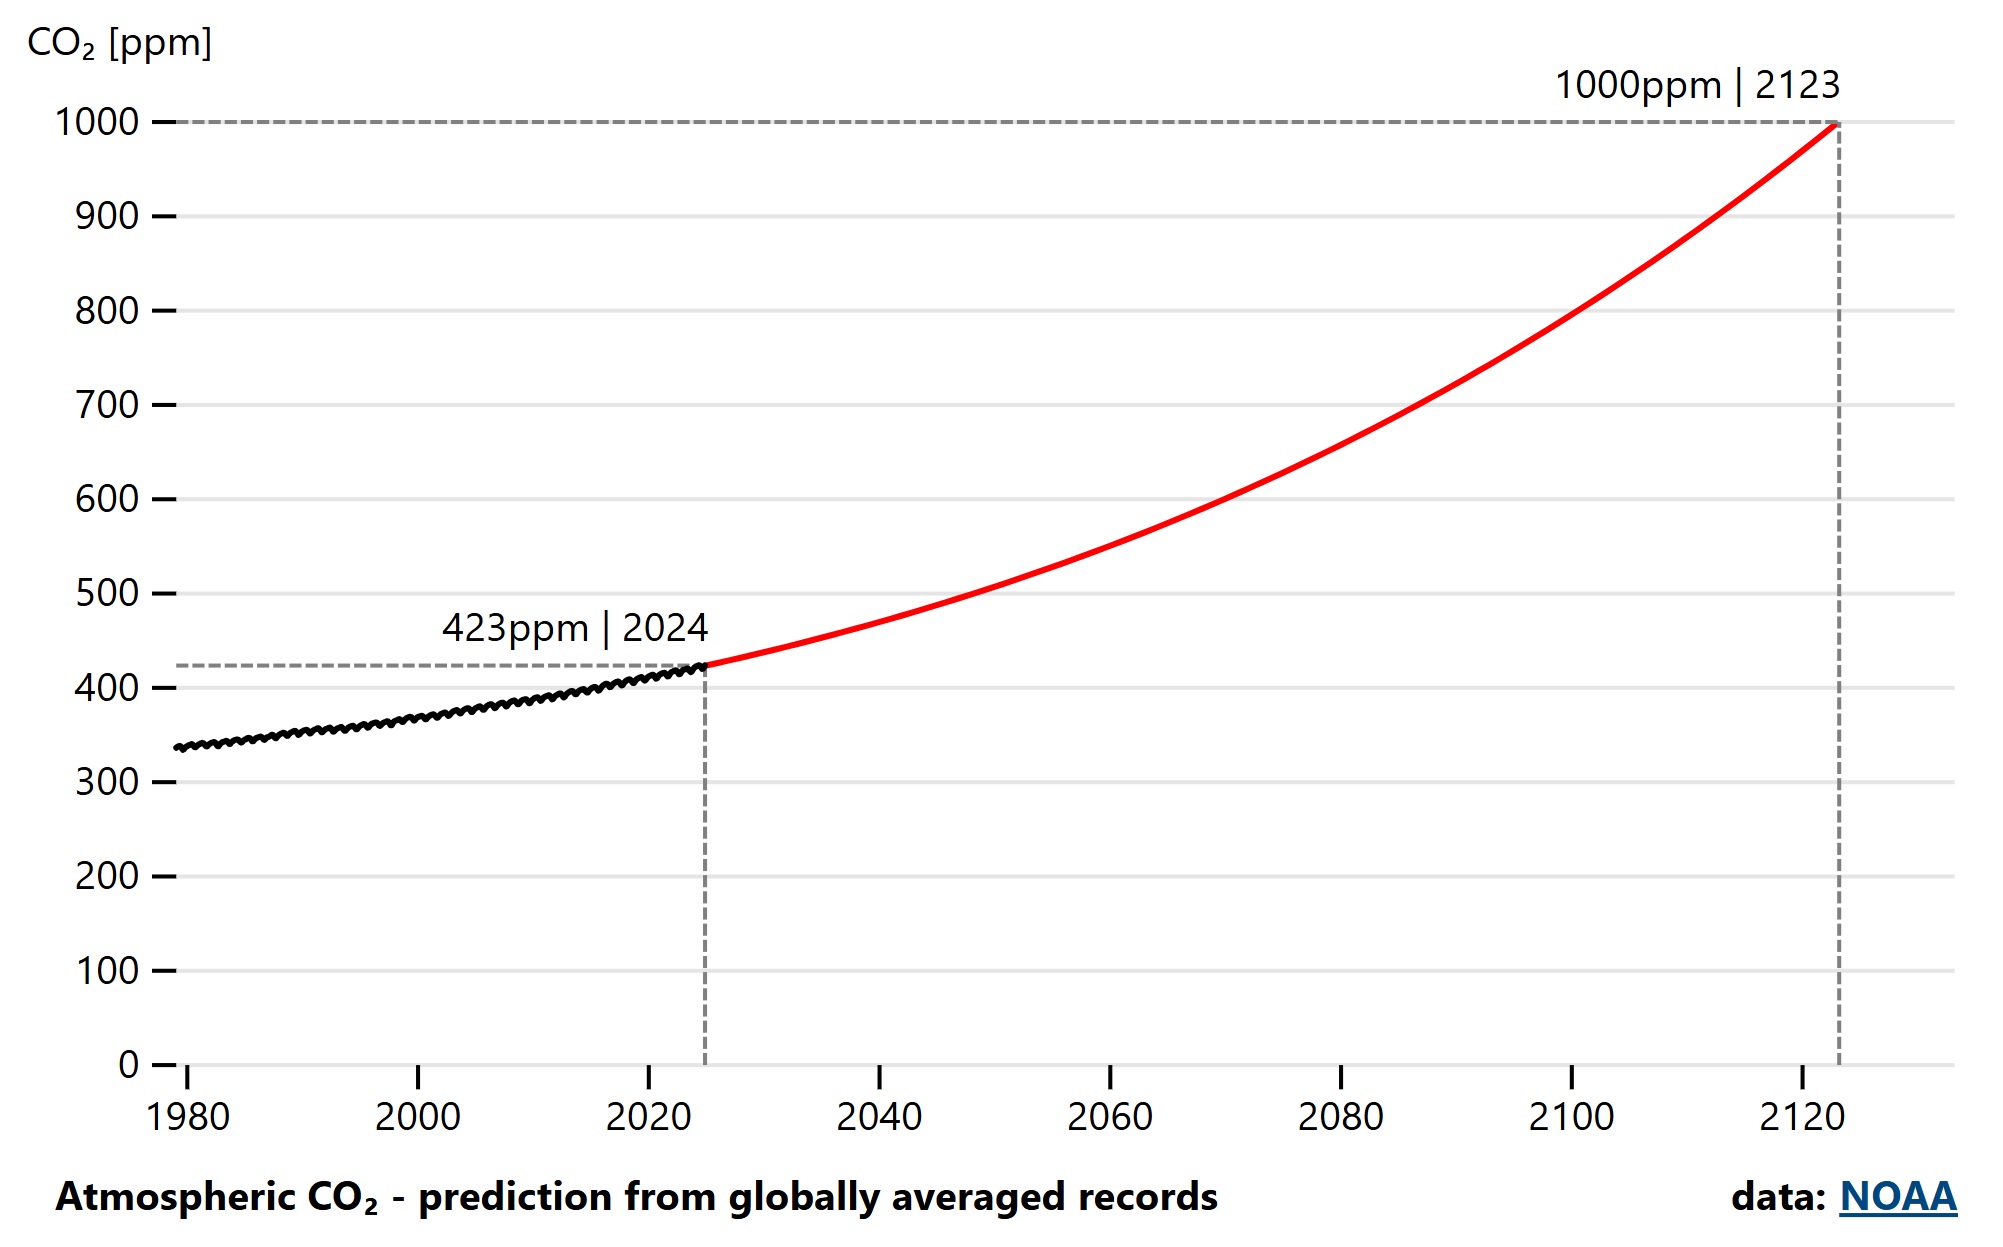 CO₂ [ppm]
1000ppm | 2123
1000
900
800
700
600
500
423ppm | 2024
400
300
200
100
0
1980 2000 2020 2040 2060 2080 2100 2120
Atmospheric CO₂ - prediction from globally averaged records data: NOAA